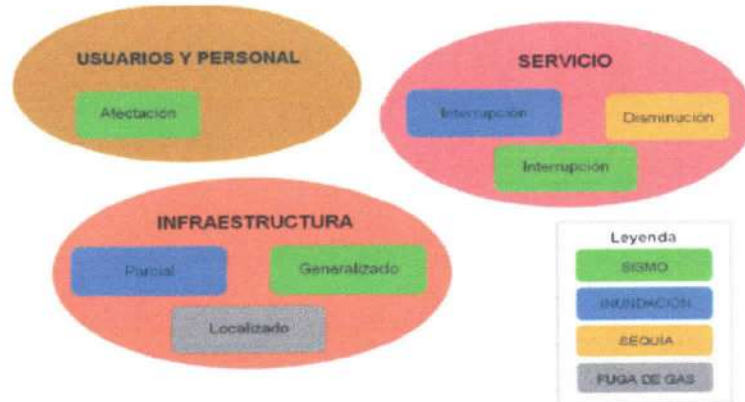 USUARIOS Y PERSONAL
Afectación
SERVICIO
Interrupción
Disminución
Interrupción
INFRAESTRUCTURA
Parcial
Generalizado
Localizado
Leyenda
SISMO
INUNDACIÓN
SEQUÍA
FUGA DE GAS